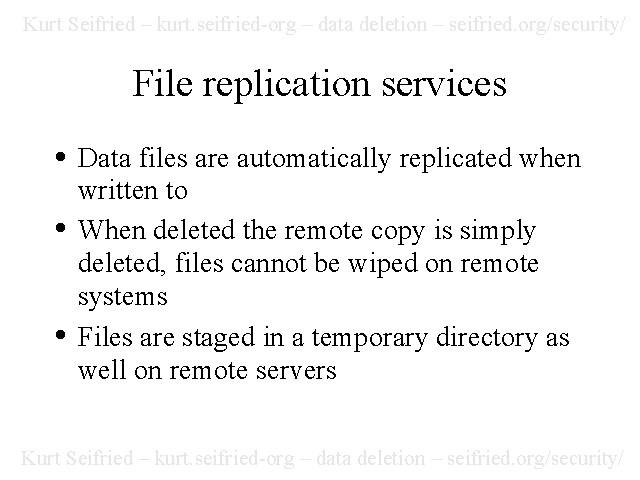 Kurt Seifried – kurt.seifried-org – data deletion – seifried.org/security/
File replication services
• Data files are automatically replicated when
written to
• When deleted the remote copy is simply
deleted, files cannot be wiped on remote
systems
• Files are staged in a temporary directory as
well on remote servers
Kurt Seifried – kurt.seifried-org – data deletion – seifried.org/security/